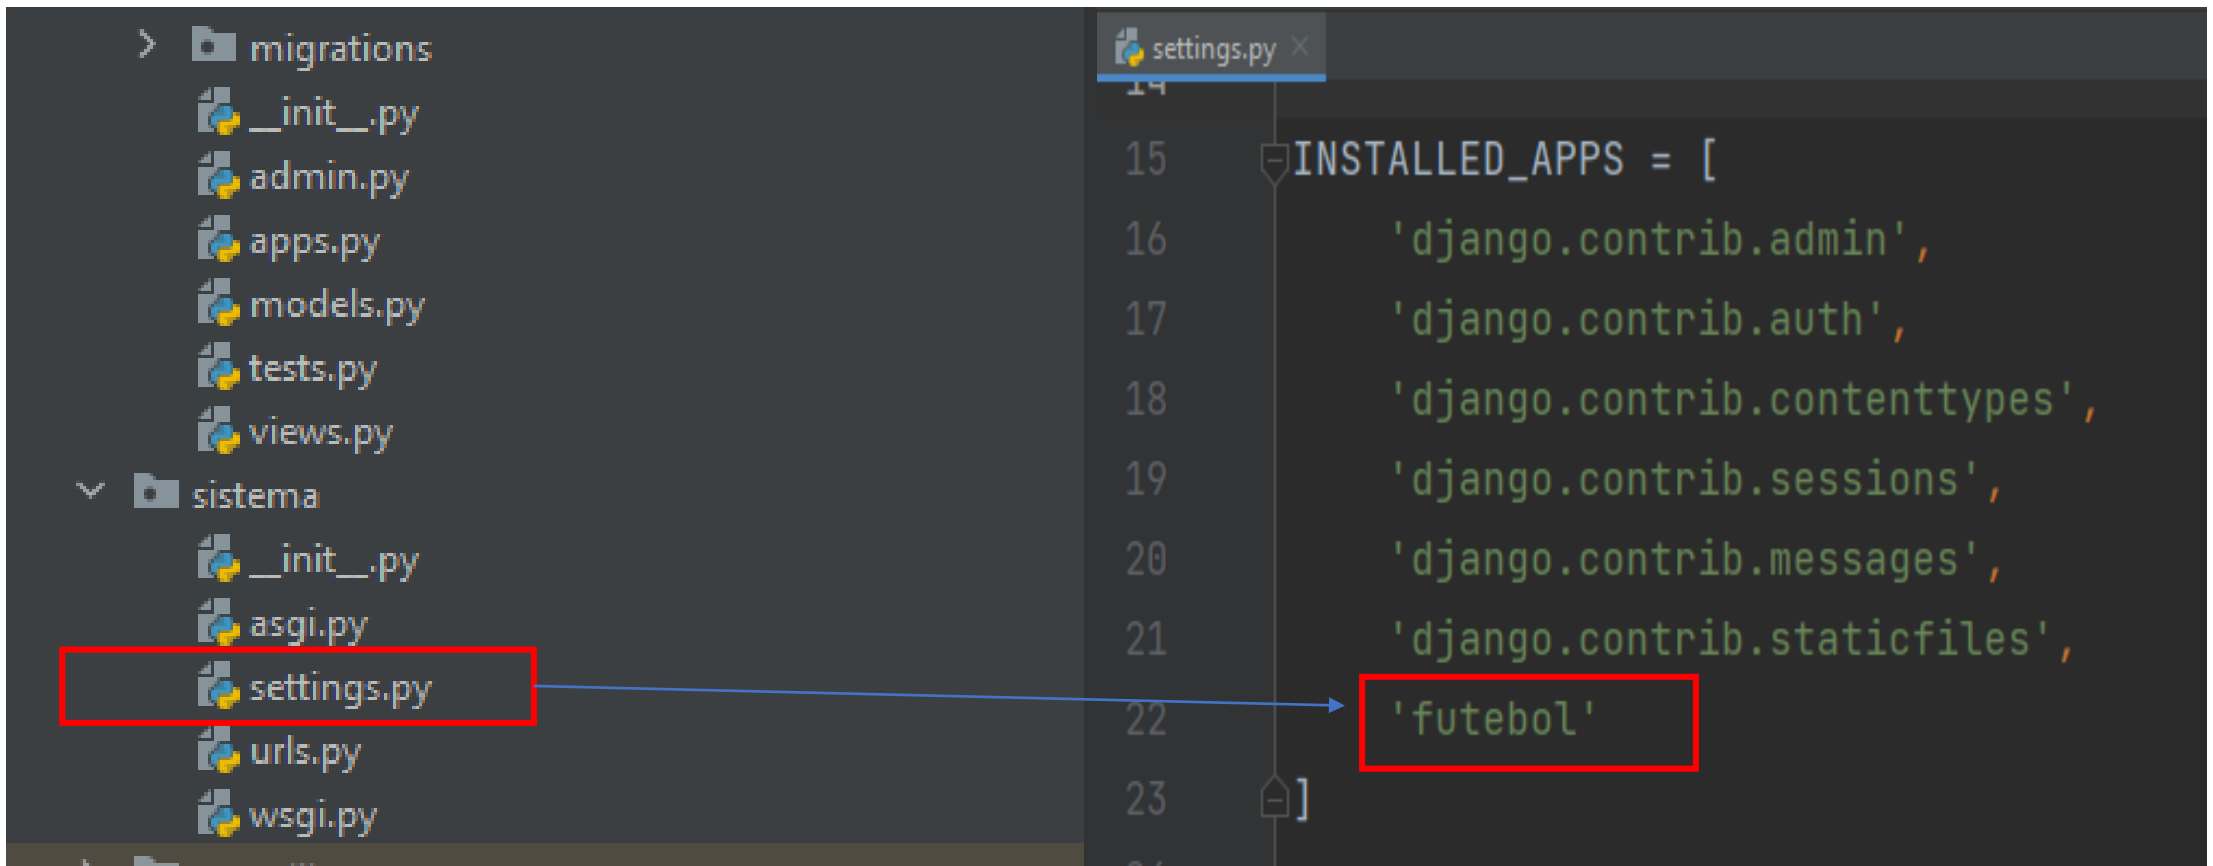 migrations
__init__.py
admin.py
apps.py
models.py
tests.py
views.py
sistema
__init__.py
asgi.py
settings.py
urls.py
wsgi.py
settings.py
14
15 INSTALLED_APPS = [
16 'django.contrib.admin',
17 'django.contrib.auth',
18 'django.contrib.contenttypes',
19 'django.contrib.sessions',
20 'django.contrib.messages',
21 'django.contrib.staticfiles',
22 'futebol'
23 ]